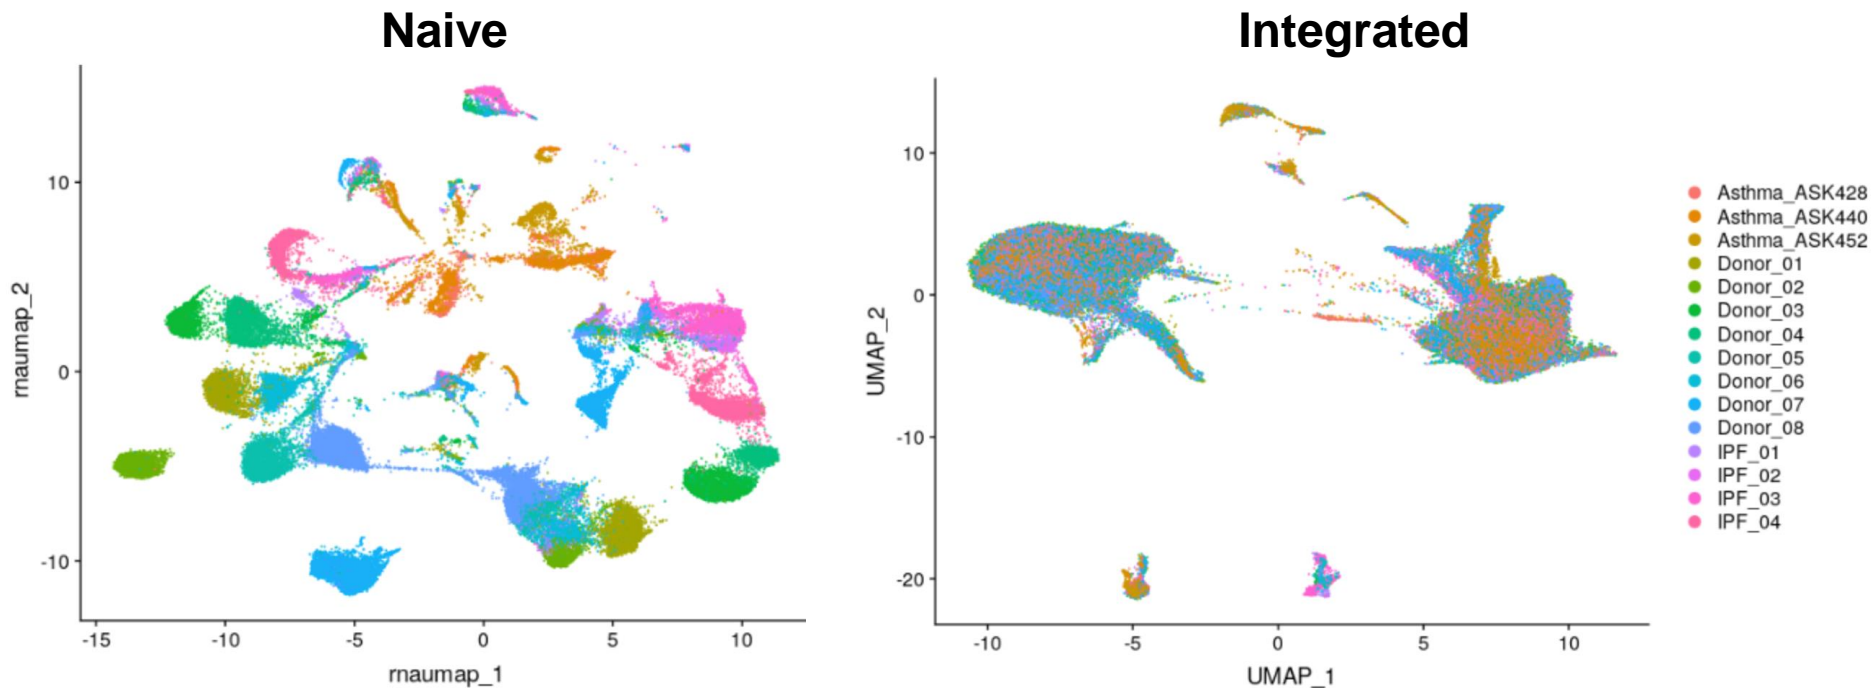 Naive
Integrated
rnaumap_2
10
0
-10
-15
-10
-5
0
5
10
rnaumap_1
UMAP_2
10
0
-10
-20
-10
-5
0
5
10
UMAP_1
Asthma_ASK428
Asthma_ASK440
Asthma_ASK452
Donor_01
Donor_02
Donor_03
Donor_04
Donor_05
Donor_06
Donor_07
Donor_08
IPF_01
IPF_02
IPF_03
IPF_04